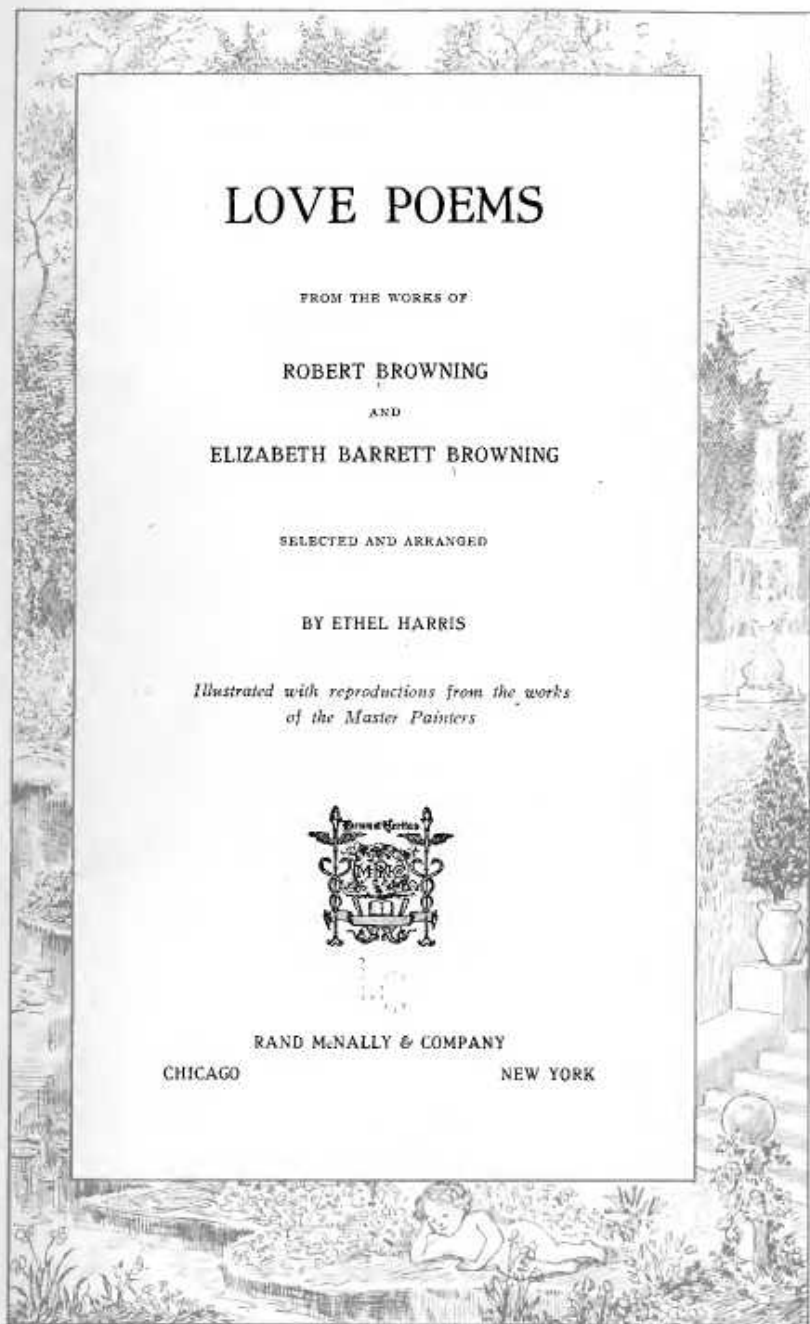 LOVE POEMS
FROM THE WORKS OF
ROBERT BROWNING
AND
ELIZABETH BARRETT BROWNING
SELECTED AND ARRANGED
BY ETHEL HARRIS
Illustrated with reproductions from the works
of the Master Painters
RAND McNALLY & COMPANY
CHICAGO NEW YORK